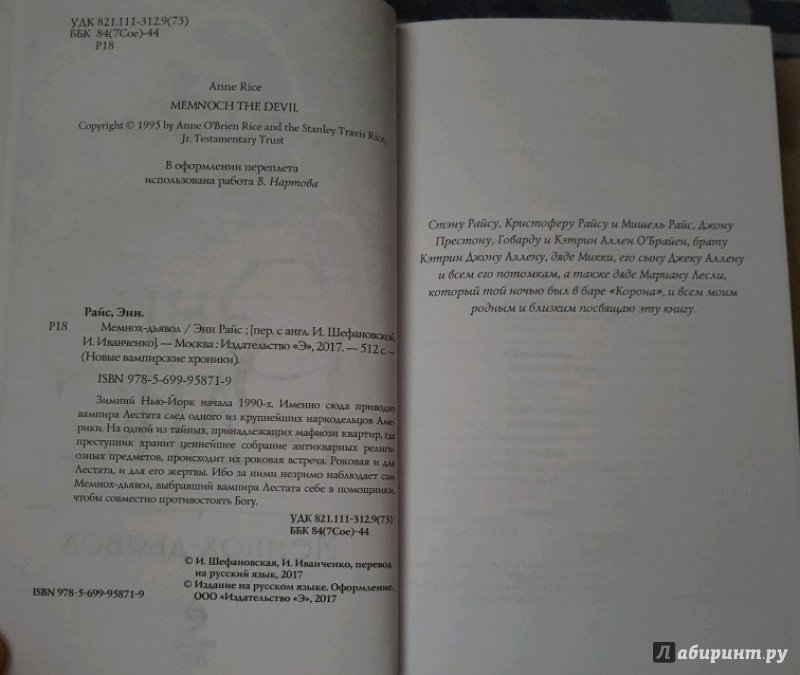 УДК 821.111-312.9(73)
ББК 84(7Сое)-44
Р18
Anne Rice
MEMNOCH THE DEVIL
Copyright © 1995 by Anne O'Brien Rice and the Stanley Travis Rice,
Jr. Testamentary Trust
В оформлении переплета
использована работа В. Нартова
Райс, Энн.
Р18 Мемнох-дьявол / Энн Райс ; [пер. с англ. И. Шефановской,
И. Иванченко]. — Москва : Издательство «Э», 2017. — 512 с. —
(Новые вампирские хроники).
ISBN 978-5-699-95871-9
Зимний Нью-Йорк начала 1990-х. Именно сюда приводит
вампира Лестата след одного из крупнейших наркодельцов Аме-
рики. На одной из тайных, принадлежащих мафиози квартир, где
преступник хранит ценнейшее собрание антикварных религи-
озных предметов, происходит их роковая встреча. Роковая и для
Лестата, и для его жертвы. Ибо за ними незримо наблюдает сам
Мемнох-дьявол, выбравший вампира Лестата себе в помощники,
чтобы совместно противостоять Богу.
УДК 821.111-312.9(73)
ББК 84(7Сое)-44
© И. Шефановская, И. Иванченко, перевод
на русский язык, 2017
© Издание на русском языке. Оформление.
ISBN 978-5-699-95871-9 ООО «Издательство «Э», 2017
Стэну Райсу, Кристоферу Райсу и Мишель Райс, Джону
Престону, Говарду и Кэтрин Аллен О'Брайен, брату
Кэтрин Джону Аллену, дяде Микки, его сыну Джеку Аллену
и всем его потомкам, а также дяде Мариану Лесли,
который той ночью был в баре «Корона», и всем моим
родным и близким посвящаю эту книгу.
Лабиринт.ру